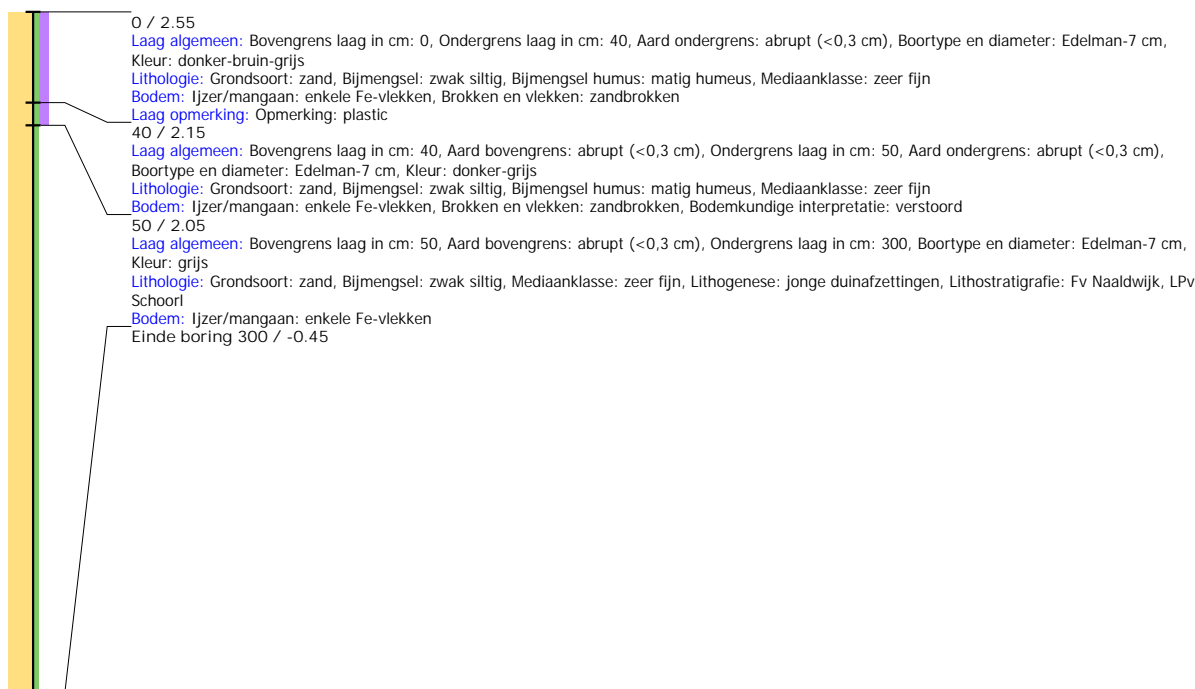 0 / 2.55
Laag algemeen: Bovengrens laag in cm: 0, Ondergrens laag in cm: 40, Aard ondergrens: abrupt (<0,3 cm), Boortype en diameter: Edelman-7 cm,
Kleur: donker-bruin-grijs
Lithologie: Grondsoort: zand, Bijmengsel: zwak siltig, Bijmengsel humus: matig humeus, Mediaanklasse: zeer fijn
Bodem: Ijzer/mangaan: enkele Fe-vlekken, Brokken en vlekken: zandbrokken
Laag opmerking: Opmerking: plastic
40 / 2.15
Laag algemeen: Bovengrens laag in cm: 40, Aard bovengrens: abrupt (<0,3 cm), Ondergrens laag in cm: 50, Aard ondergrens: abrupt (<0,3 cm),
Boortype en diameter: Edelman-7 cm, Kleur: donker-grijs
Lithologie: Grondsoort: zand, Bijmengsel: zwak siltig, Bijmengsel humus: matig humeus, Mediaanklasse: zeer fijn
Bodem: Ijzer/mangaan: enkele Fe-vlekken, Brokken en vlekken: zandbrokken, Bodemkundige interpretatie: verstoord
50 / 2.05
Laag algemeen: Bovengrens laag in cm: 50, Aard bovengrens: abrupt (<0,3 cm), Ondergrens laag in cm: 300, Boortype en diameter: Edelman-7 cm,
Kleur: grijs
Lithologie: Grondsoort: zand, Bijmengsel: zwak siltig, Mediaanklasse: zeer fijn, Lithogenese: jonge duinafzettingen, Lithostratigrafie: Fv Naaldwijk, LPv
Schoorl
Bodem: Ijzer/mangaan: enkele Fe-vlekken
Einde boring 300 / -0.45